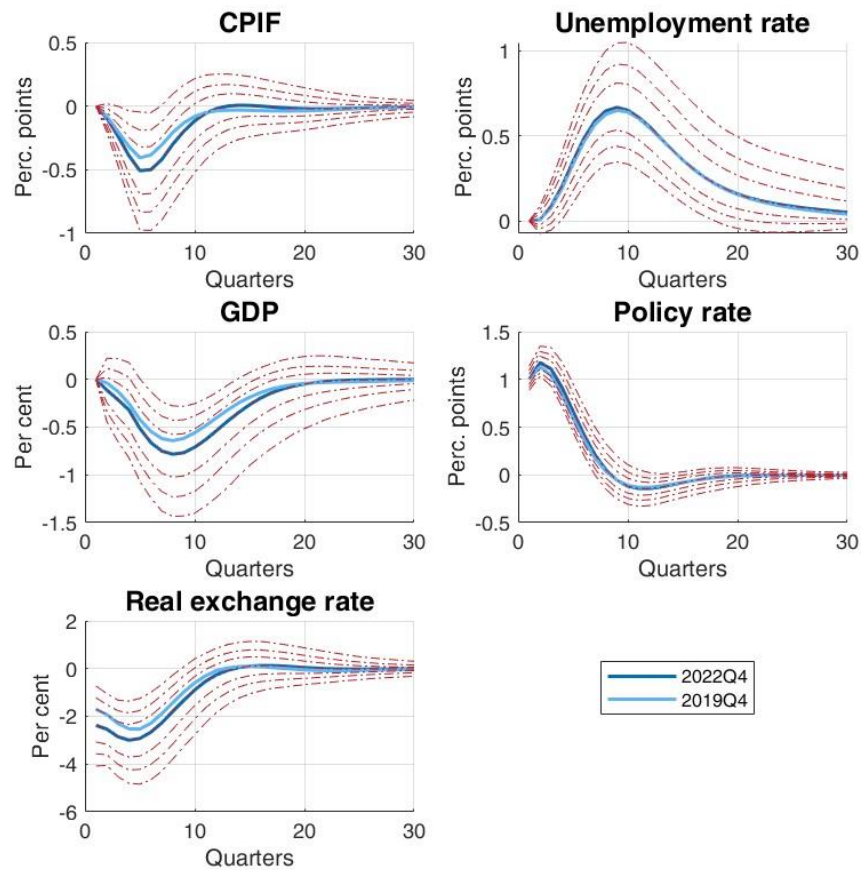 CPIF
0.5
0
-0.5
-1
Perc. points
0
10
20
30
Quarters
Unemployment rate
1
0.5
0
Perc. points
0
10
20
30
Quarters
GDP
0.5
0
-0.5
-1
-1.5
Per cent
0
10
20
30
Quarters
Policy rate
1.5
1
0.5
0
-0.5
Perc. points
0
10
20
30
Quarters
Real exchange rate
2
0
-2
-4
-6
Per cent
0
10
20
30
Quarters
2022Q4
2019Q4